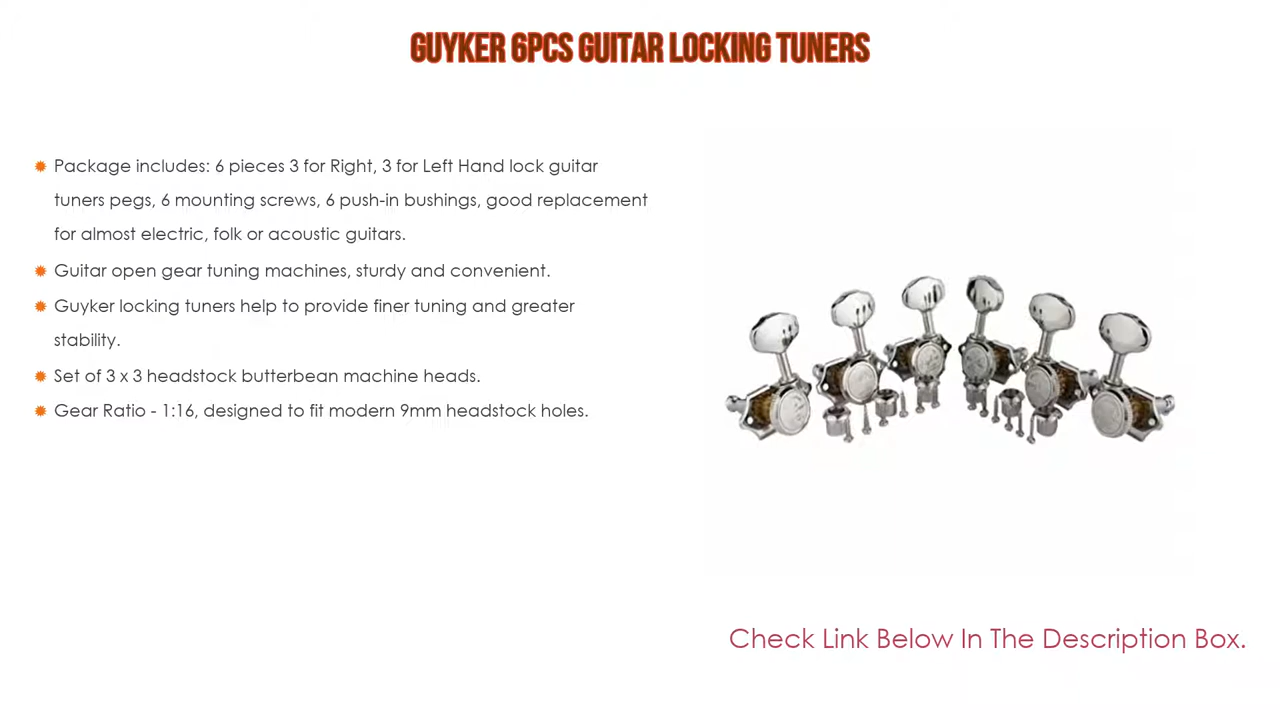 GUYKER 6PCS GUITAR LOCKING TUNERS
Package includes: 6 pieces 3 for Right, 3 for Left Hand lock guitar
tuners pegs, 6 mounting screws, 6 push-in bushings, good replacement
for almost electric, folk or acoustic guitars.
Guitar open gear tuning machines, sturdy and convenient.
Guyker locking tuners help to provide finer tuning and greater
stability.
Set of 3 x 3 headstock butterbean machine heads.
Gear Ratio - 1:16, designed to fit modern 9mm headstock holes.
Check Link Below In The Description Box.